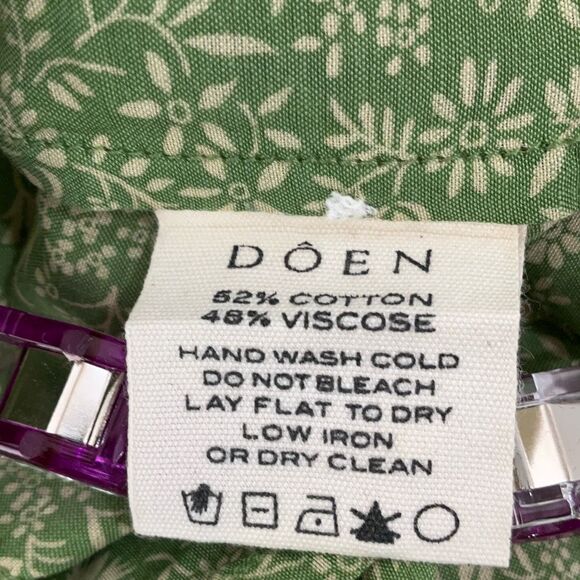 DÔEN
52% COTTON
48% VISCOSE
HAND WASH COLD
DO NOT BLEACH
LAY FLAT TO DRY
LOW IRON
OR DRY CLEAN